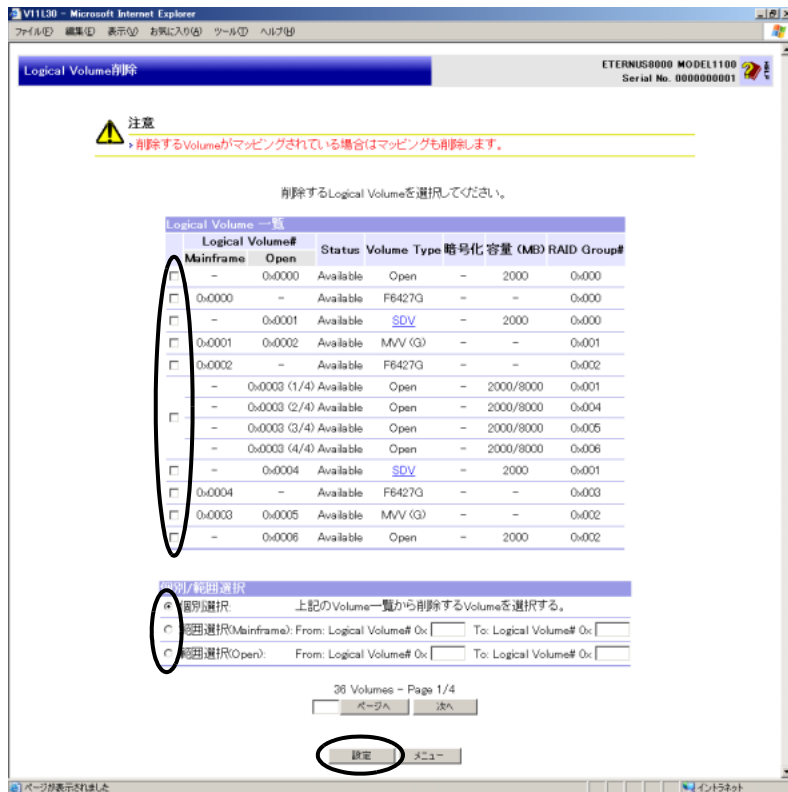 V11L30 - Microsoft Internet Explorer
ファイル(F) 編集(E) 表示(V) お気に入り(A) ツール(T) ヘルプ(H)
Logical Volume削除
ETERNUS8000 MODEL1100
Serial No. 0000000001
HELP
注意
削除するVolumeがマッピングされている場合はマッピングも削除します。
削除するLogical Volumeを選択してください。
Logical Volume 一覧
Logical Volume# Status Volume Type 暗号化 容量 (MB) RAID Group#
Mainframe Open
- 0x0000 Available Open - 2000 0x000
0x0000 - Available F6427G - - 0x000
- 0x0001 Available SDV - 2000 0x000
0x0001 0x0002 Available MVV (G) - - 0x001
0x0002 - Available F6427G - - 0x002
- 0x0003 (1/4) Available Open - 2000/8000 0x001
- 0x0003 (2/4) Available Open - 2000/8000 0x004
- 0x0003 (3/4) Available Open - 2000/8000 0x005
- 0x0003 (4/4) Available Open - 2000/8000 0x006
- 0x0004 Available SDV - 2000 0x001
0x0004 - Available F6427G - - 0x003
0x0003 0x0005 Available MVV (G) - - 0x002
- 0x0006 Available Open - 2000 0x002
個別/範囲選択
個別選択: 上記のVolume一覧から削除するVolumeを選択する。
範囲選択(Mainframe): From: Logical Volume# 0x To: Logical Volume# 0x
範囲選択(Open): From: Logical Volume# 0x To: Logical Volume# 0x
36 Volumes - Page 1/4
ページへ 次へ
設定 メニュー
ページが表示されました イントラネット